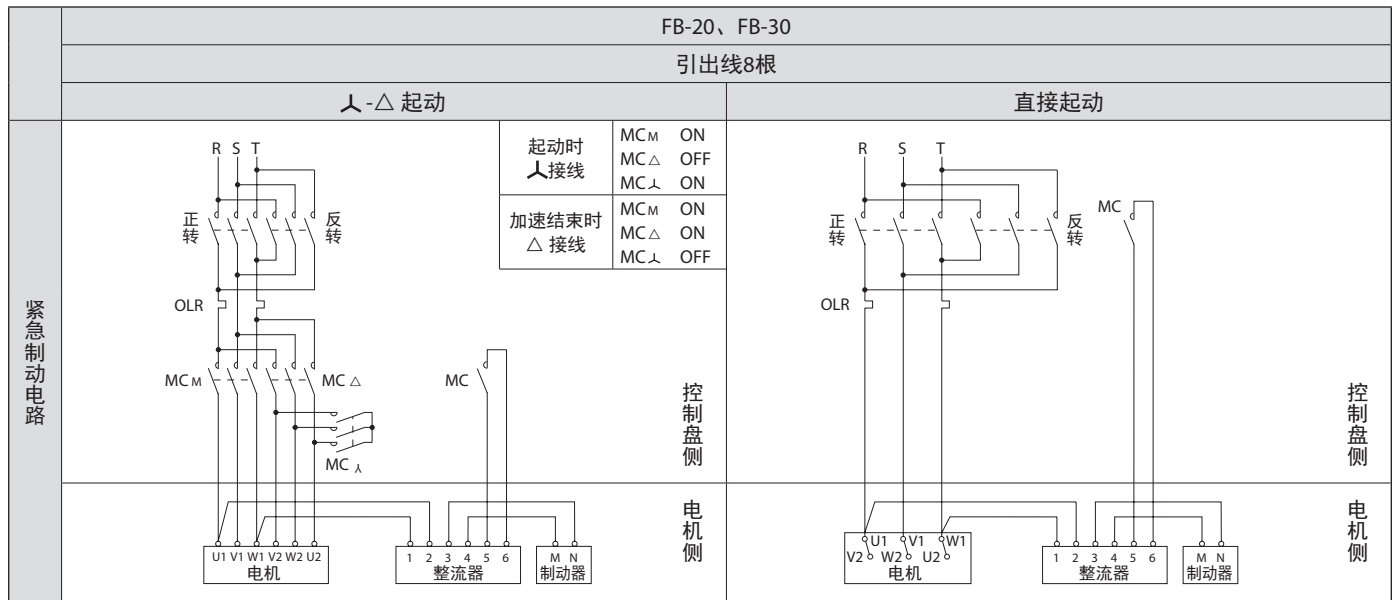 FB-20、FB-30
引出线8根
人-△ 起动
直接起动
紧急制动电路
R S T
正转
反转
OLR
MCM
MC△
MC人
MC
起动时
人接线
MCM ON
MC△ OFF
MC人 ON
加速结束时
△ 接线
MCM ON
MC△ ON
MC人 OFF
控制盘侧
电机侧
U1 V1 W1 V2 W2 U2
电机
1 2 3 4 5 6
整流器
M N
制动器
R S T
正转
反转
OLR
MC
控制盘侧
电机侧
U1 V1 W1
V2 W2 U2
电机
1 2 3 4 5 6
整流器
M N
制动器